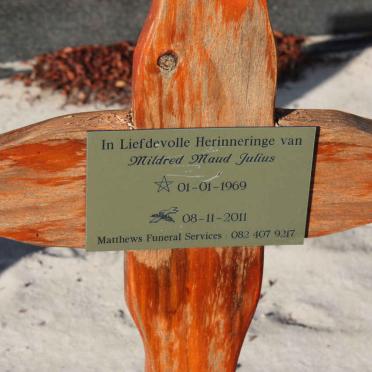 In Liefdevolle Herinneringe van
Mildred Maud Julius
01-01-1969
08-11-2011
Matthews Funeral Services : 082 407 9217